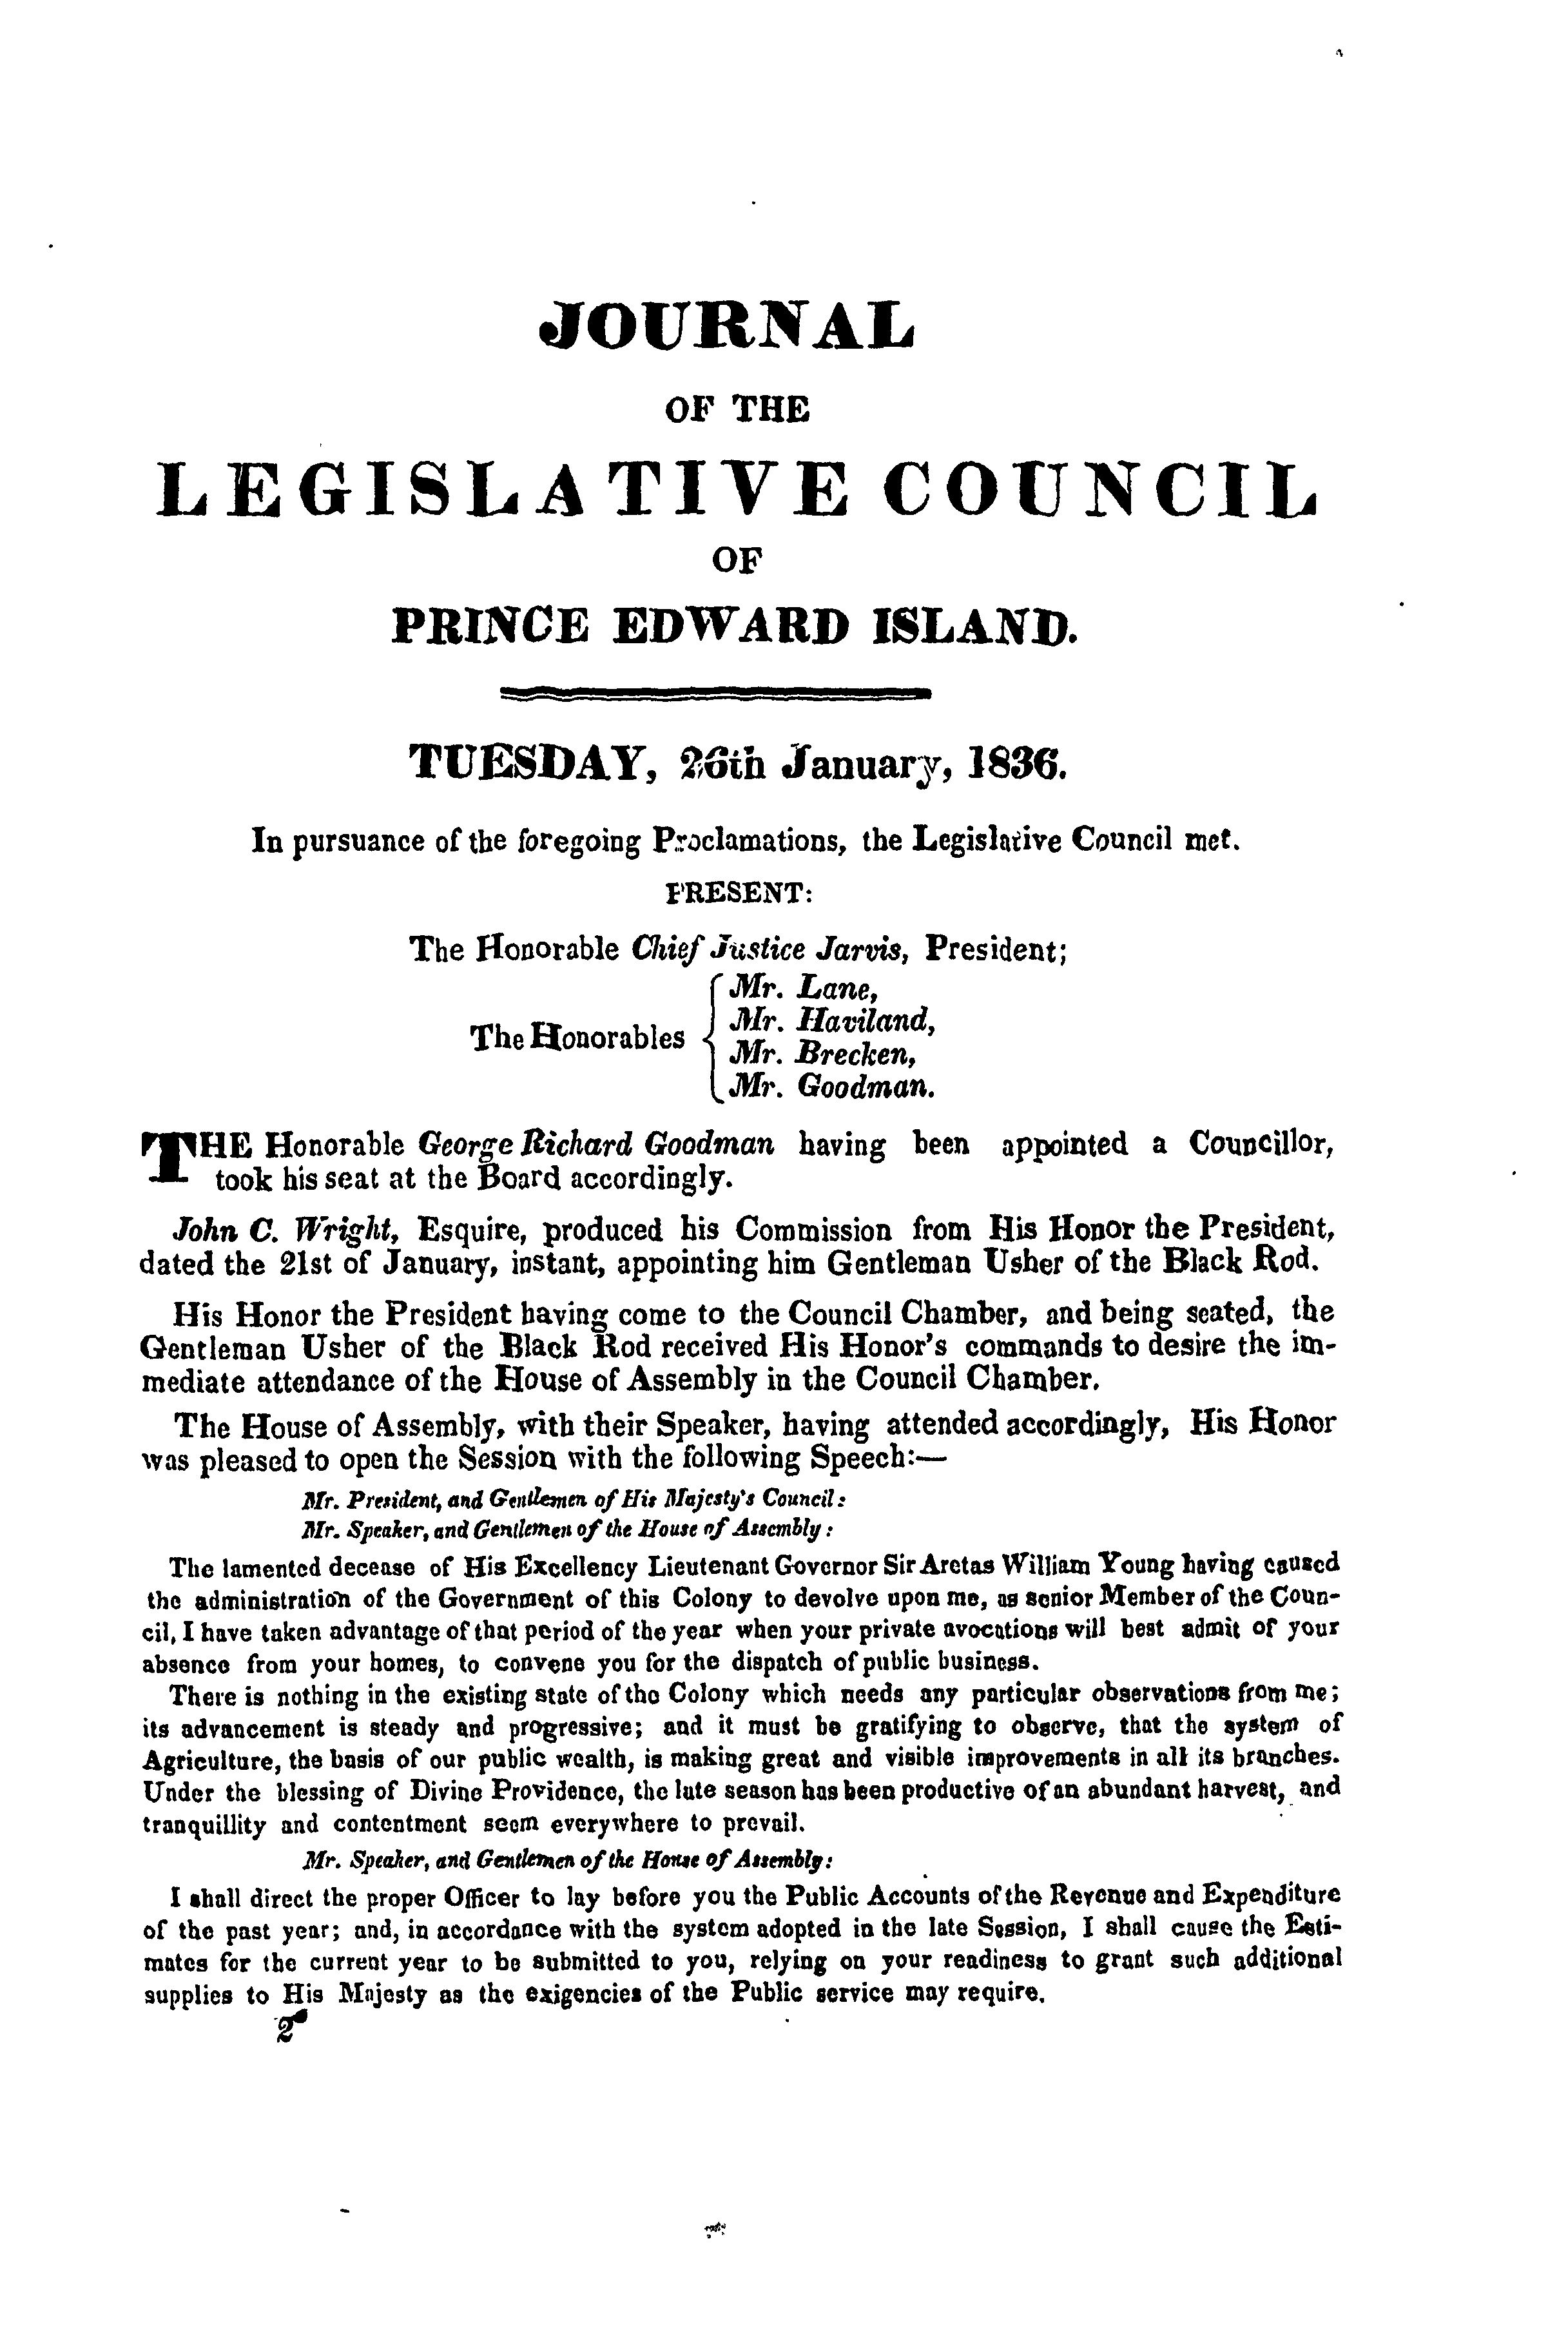 JOURNAL
OF THE
LEGISLATIVE COUNCIL
OF
PRINCE EDWARD ISLAND.
TUESDAY, 26th January, 1836.
In pursuance of the foregoing Proclamations, the Legislative Council met.
PRESENT:
The Honorable Chief Justice Jarvis, President;
The Honorables
Mr. Lane,
Mr. Haviland,
Mr. Brecken,
Mr. Goodman.
THE Honorable George Richard Goodman having been appointed a Councillor,
took his seat at the Board accordingly.
John C. Wright, Esquire, produced his Commission from His Honor the President,
dated the 21st of January, instant, appointing him Gentleman Usher of the Black Rod.
His Honor the President having come to the Council Chamber, and being seated, the
Gentleman Usher of the Black Rod received His Honor's commands to desire the im-
mediate attendance of the House of Assembly in the Council Chamber.
The House of Assembly, with their Speaker, having attended accordingly, His Honor
was pleased to open the Session with the following Speech:—
Mr. President, and Gentlemen of His Majesty's Council:
Mr. Speaker, and Gentlemen of the House of Assembly:
The lamented decease of His Excellency Lieutenant Governor Sir Aretas William Young having caused
the administration of the Government of this Colony to devolve upon me, as senior Member of the Coun-
cil, I have taken advantage of that period of the year when your private avocations will best admit of your
absence from your homes, to convene you for the dispatch of public business.
There is nothing in the existing state of the Colony which needs any particular observations from me;
its advancement is steady and progressive; and it must be gratifying to observe, that the system of
Agriculture, the basis of our public wealth, is making great and visible improvements in all its branches.
Under the blessing of Divine Providence, the late season has been productive of an abundant harvest, and
tranquillity and contentment seem everywhere to prevail.
Mr. Speaker, and Gentlemen of the House of Assembly:
I shall direct the proper Officer to lay before you the Public Accounts of the Revenue and Expenditure
of the past year; and, in accordance with the system adopted in the late Session, I shall cause the Esti-
mates for the current year to be submitted to you, relying on your readiness to grant such additional
supplies to His Majesty as the exigencies of the Public service may require.
2